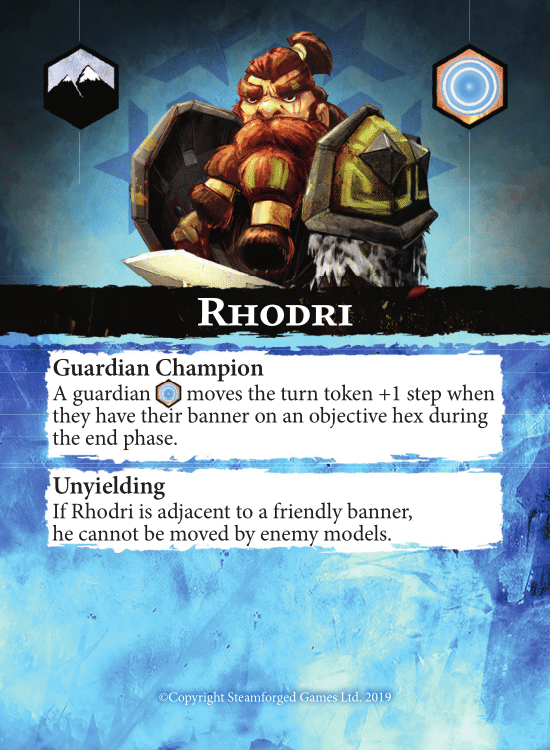 Rhodri
Guardian Champion
A guardian moves the turn token +1 step when
they have their banner on an objective hex during
the end phase.
Unyielding
If Rhodri is adjacent to a friendly banner,
he cannot be moved by enemy models.
©Copyright Steamforged Games Ltd. 2019